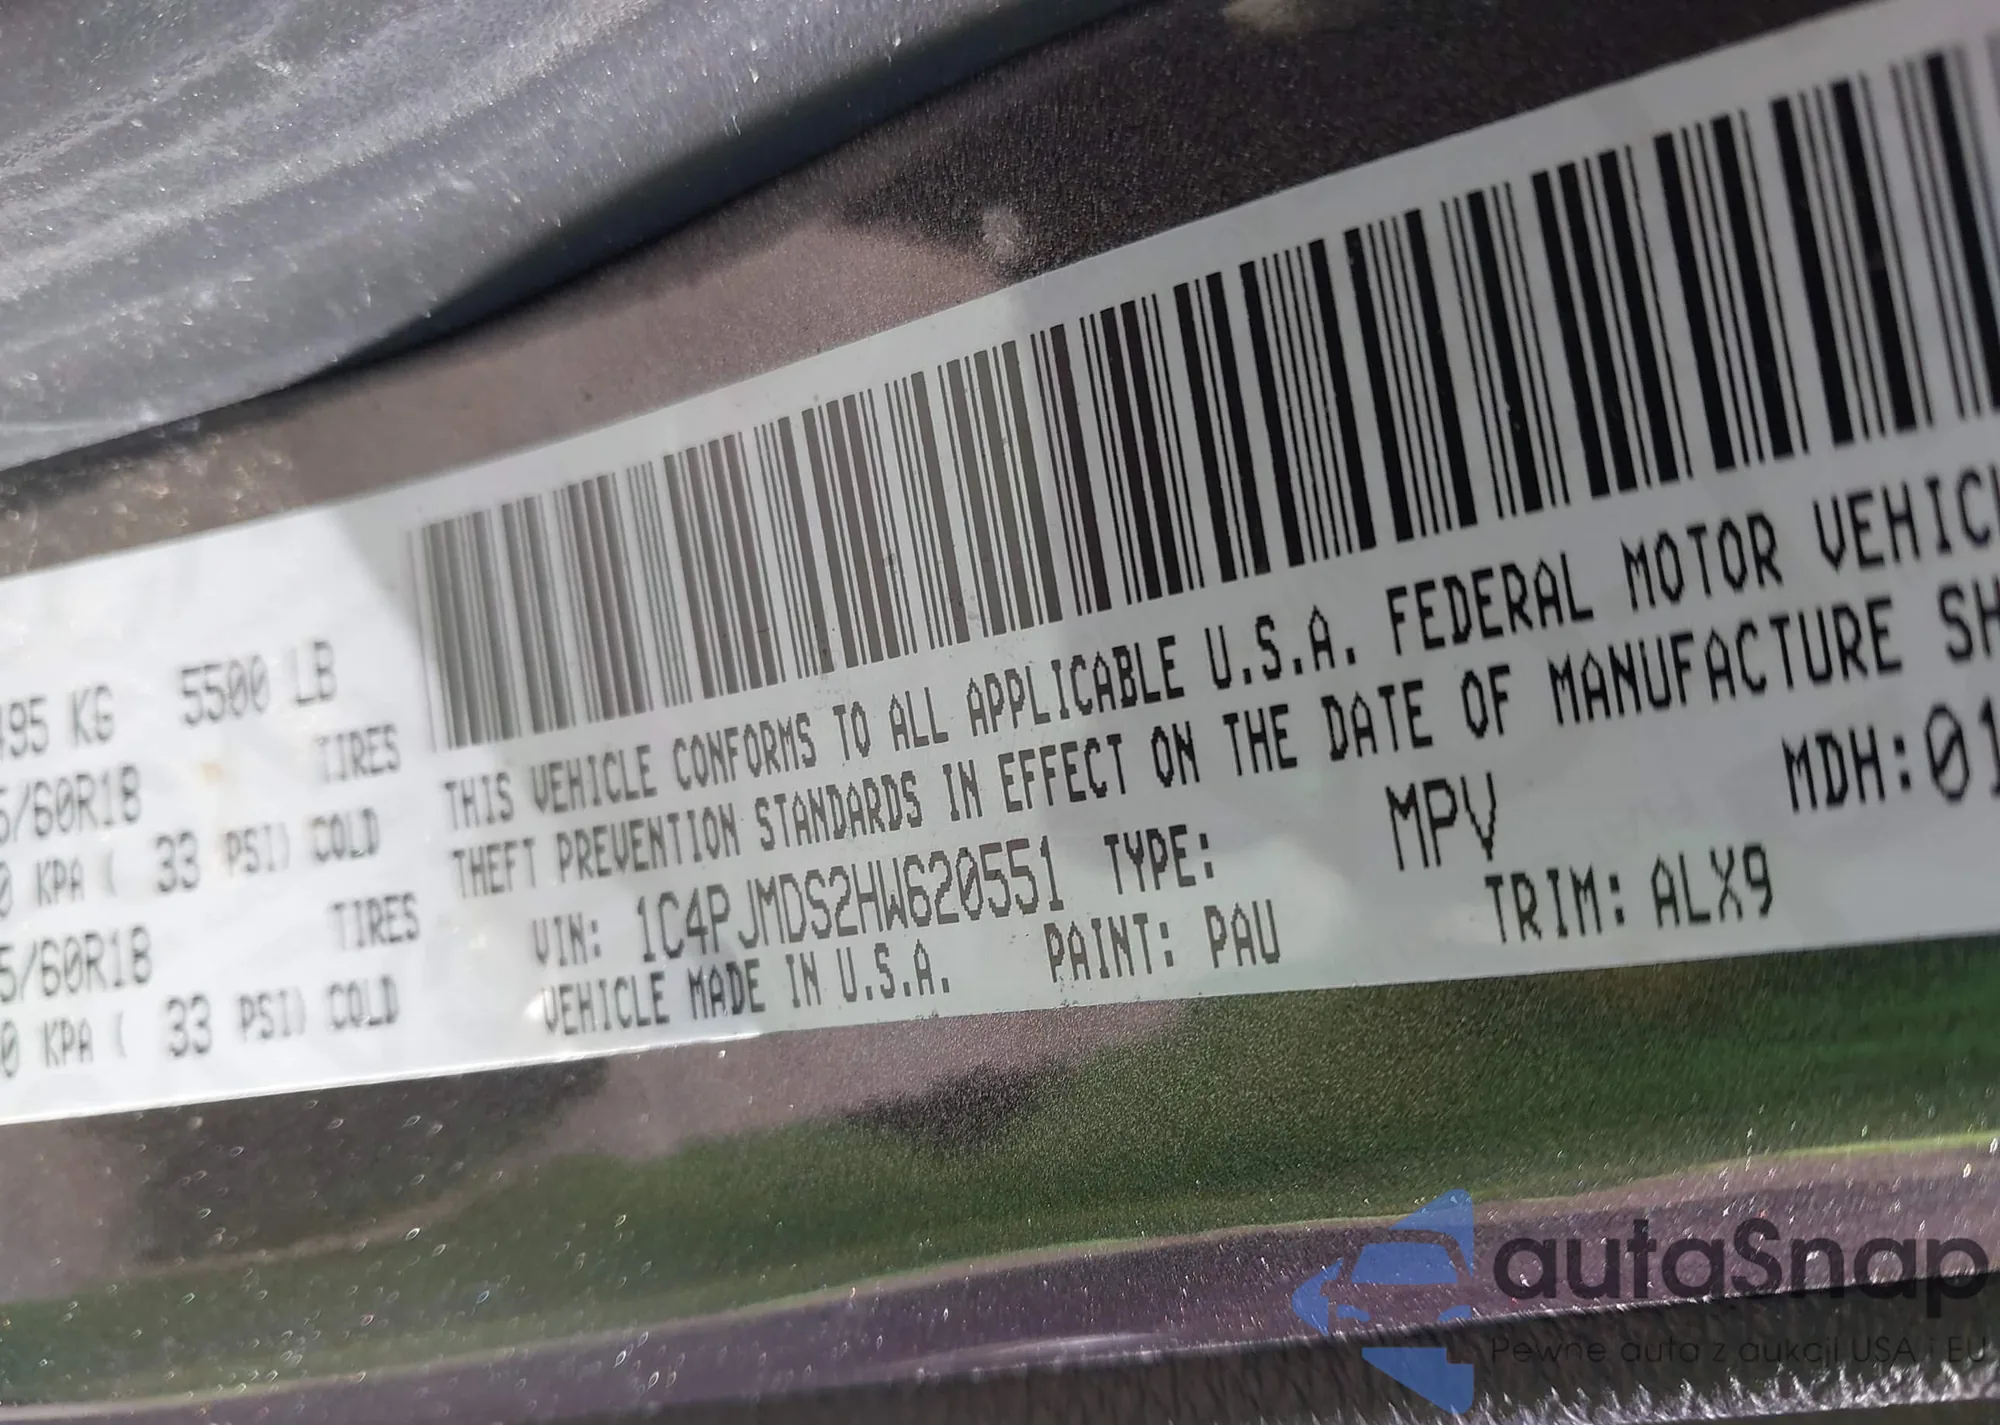 495 KG 5500 LB
5/60R18 TIRES
0 KPA ( 33 PSI) COLD
5/60R18 TIRES
0 KPA ( 33 PSI) COLD
THIS VEHICLE CONFORMS TO ALL APPLICABLE U.S.A. FEDERAL MOTOR VEHIC
THEFT PREVENTION STANDARDS IN EFFECT ON THE DATE OF MANUFACTURE SH
VIN: 1C4PJMDS2HW620551 TYPE: MPV MDH:01
VEHICLE MADE IN U.S.A. PAINT: PAU TRIM: ALX9
autaSnap
Pewne auta z aukcji USA i EU